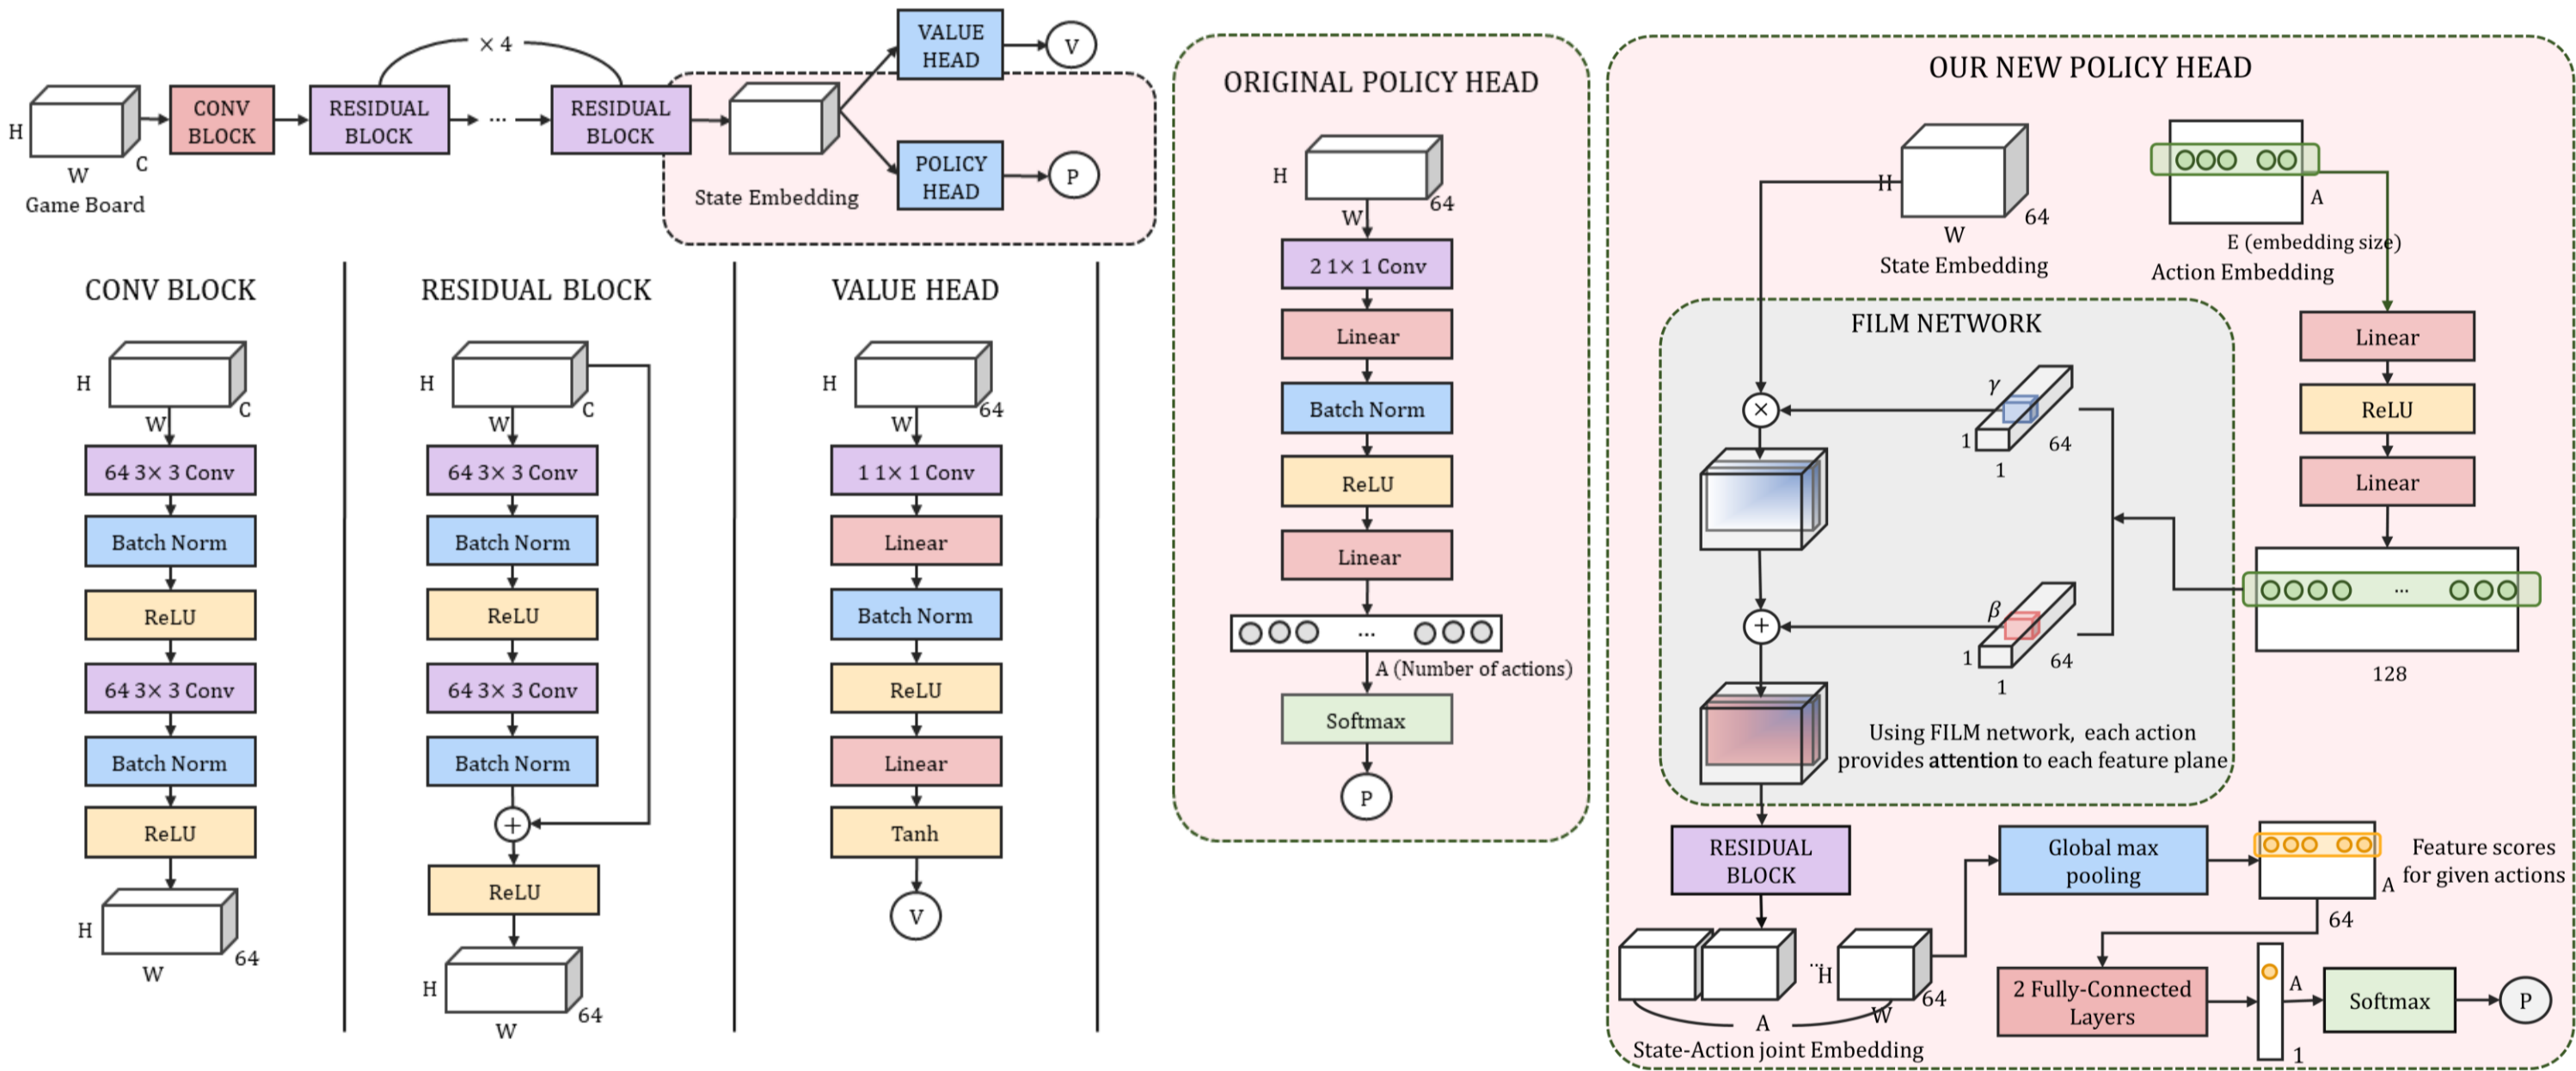 H
W
C
Game Board
CONV
BLOCK
RESIDUAL
BLOCK
× 4
...
RESIDUAL
BLOCK
State Embedding
VALUE
HEAD
V
POLICY
HEAD
P
CONV BLOCK
H
W
C
64 3× 3 Conv
Batch Norm
ReLU
64 3× 3 Conv
Batch Norm
ReLU
H
W
64
RESIDUAL BLOCK
H
W
C
64 3× 3 Conv
Batch Norm
ReLU
64 3× 3 Conv
Batch Norm
+
ReLU
H
W
64
VALUE HEAD
H
W
64
1 1× 1 Conv
Linear
Batch Norm
ReLU
Linear
Tanh
V
ORIGINAL POLICY HEAD
H
W
64
2 1× 1 Conv
Linear
Batch Norm
ReLU
Linear
...
A (Number of actions)
Softmax
P
OUR NEW POLICY HEAD
H
W
64
State Embedding
A
E (embedding size)
Action Embedding
Linear
ReLU
Linear
...
128
FILM NETWORK
×
γ
1
1
64
+
β
1
1
64
Using FILM network, each action
provides attention to each feature plane
RESIDUAL
BLOCK
...
H
W
64
A
State-Action joint Embedding
Global max
pooling
A
64
Feature scores
for given actions
2 Fully-Connected
Layers
A
1
Softmax
P